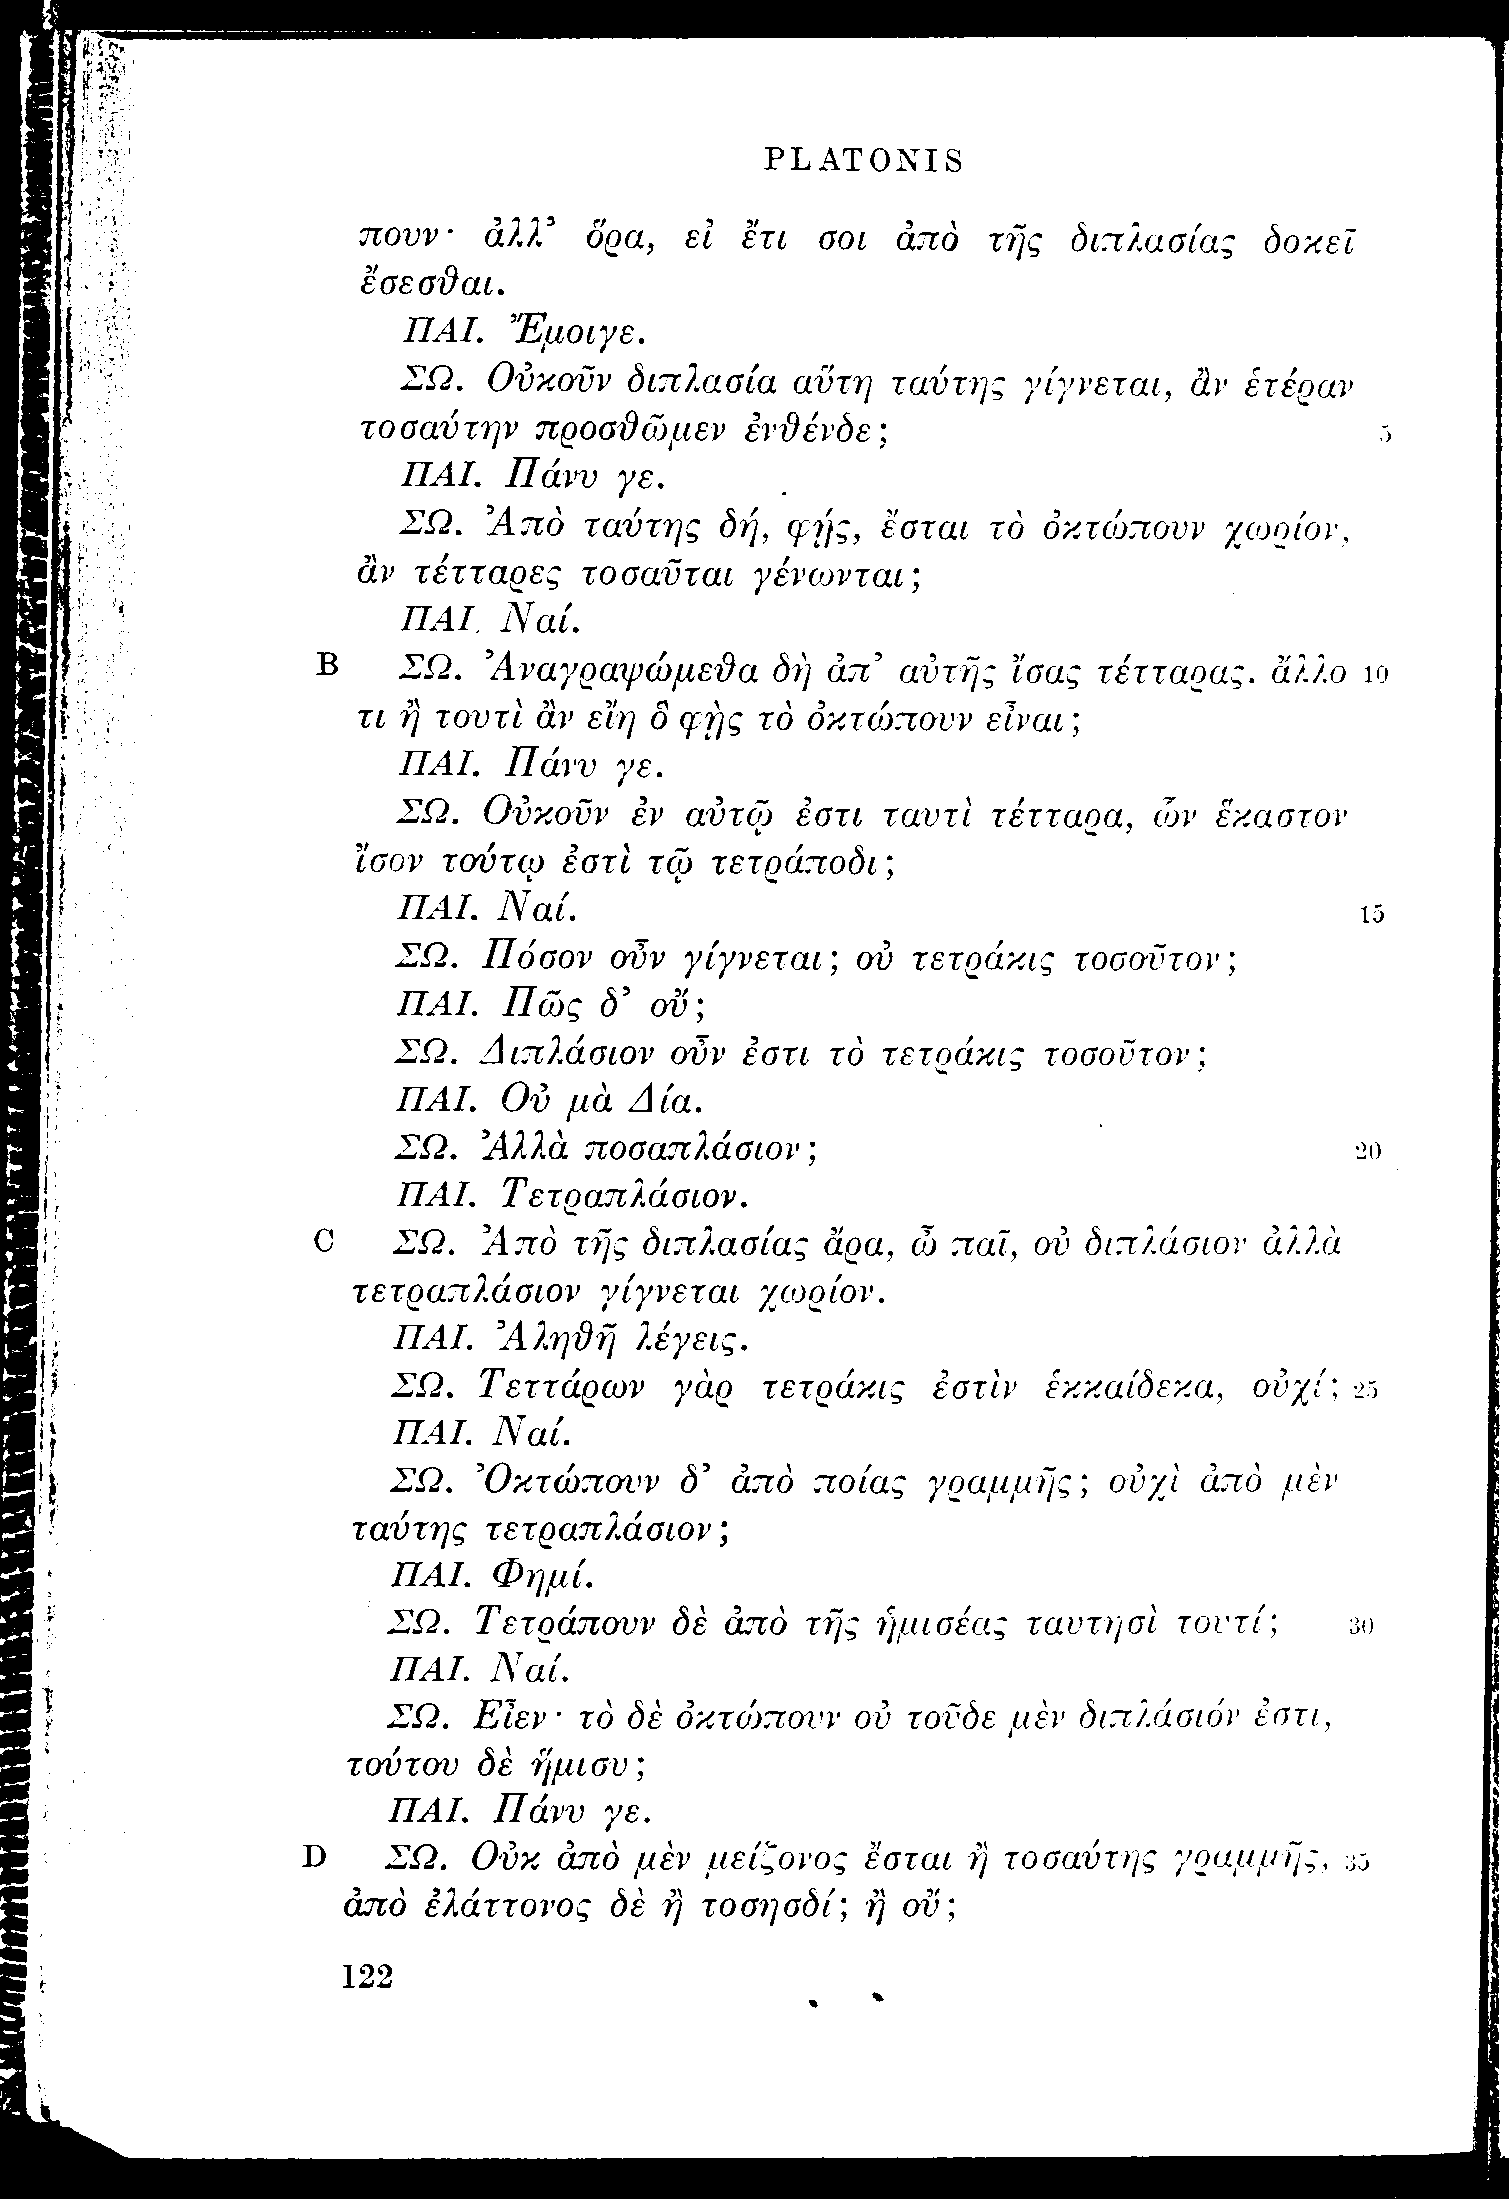 PLATONIS
πουν· ἀλλ’ ὅρα, εἰ ἔτι σοι ἀπὸ τῆς διπλασίας δοκεῖ
ἔσεσθαι.
ΠΑΙ. Ἔμοιγε.
ΣΩ. Οὐκοῦν διπλασία αὕτη ταύτης γίγνεται, ἂν ἑτέραν
τοσαύτην προσθῶμεν ἐνθένδε; 5
ΠΑΙ. Πάνυ γε.
ΣΩ. Ἀπὸ ταύτης δή, φῄς, ἔσται τὸ ὀκτώπουν χωρίον,
ἂν τέτταρες τοσαῦται γένωνται;
ΠΑΙ. Ναί.
B ΣΩ. Ἀναγραψώμεθα δὴ ἀπ’ αὐτῆς ἴσας τέτταρας. ἄλλο 10
τι ἢ τουτὶ ἂν εἴη ὃ φῂς τὸ ὀκτώπουν εἶναι;
ΠΑΙ. Πάνυ γε.
ΣΩ. Οὐκοῦν ἐν αὐτῷ ἐστι ταυτὶ τέτταρα, ὧν ἕκαστον
ἴσον τούτῳ ἐστὶ τῷ τετράποδι;
ΠΑΙ. Ναί. 15
ΣΩ. Πόσον οὖν γίγνεται; οὐ τετράκις τοσοῦτον;
ΠΑΙ. Πῶς δ’ οὔ;
ΣΩ. Διπλάσιον οὖν ἐστι τὸ τετράκις τοσοῦτον;
ΠΑΙ. Οὐ μὰ Δία.
ΣΩ. Ἀλλὰ ποσαπλάσιον; 20
ΠΑΙ. Τετραπλάσιον.
C ΣΩ. Ἀπὸ τῆς διπλασίας ἄρα, ὦ παῖ, οὐ διπλάσιον ἀλλὰ
τετραπλάσιον γίγνεται χωρίον.
ΠΑΙ. Ἀληθῆ λέγεις.
ΣΩ. Τεττάρων γὰρ τετράκις ἐστὶν ἑκκαίδεκα, οὐχί; 25
ΠΑΙ. Ναί.
ΣΩ. Ὀκτώπουν δ’ ἀπὸ ποίας γραμμῆς; οὐχὶ ἀπὸ μὲν
ταύτης τετραπλάσιον;
ΠΑΙ. Φημί.
ΣΩ. Τετράπουν δὲ ἀπὸ τῆς ἡμισέας ταυτησὶ τουτί; 30
ΠΑΙ. Ναί.
ΣΩ. Εἶεν· τὸ δὲ ὀκτώπουν οὐ τοῦδε μὲν διπλάσιόν ἐστι,
τούτου δὲ ἥμισυ;
ΠΑΙ. Πάνυ γε.
D ΣΩ. Οὐκ ἀπὸ μὲν μείζονος ἔσται ἢ τοσαύτης γραμμῆς, 35
ἀπὸ ἐλάττονος δὲ ἢ τοσησδί; ἢ οὔ;
122